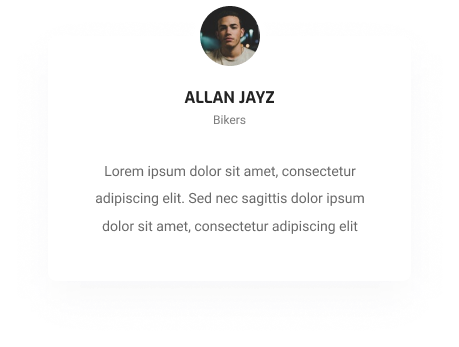 ALLAN JAYZ
Bikers
Lorem ipsum dolor sit amet, consectetur
adipiscing elit. Sed nec sagittis dolor ipsum
dolor sit amet, consectetur adipiscing elit